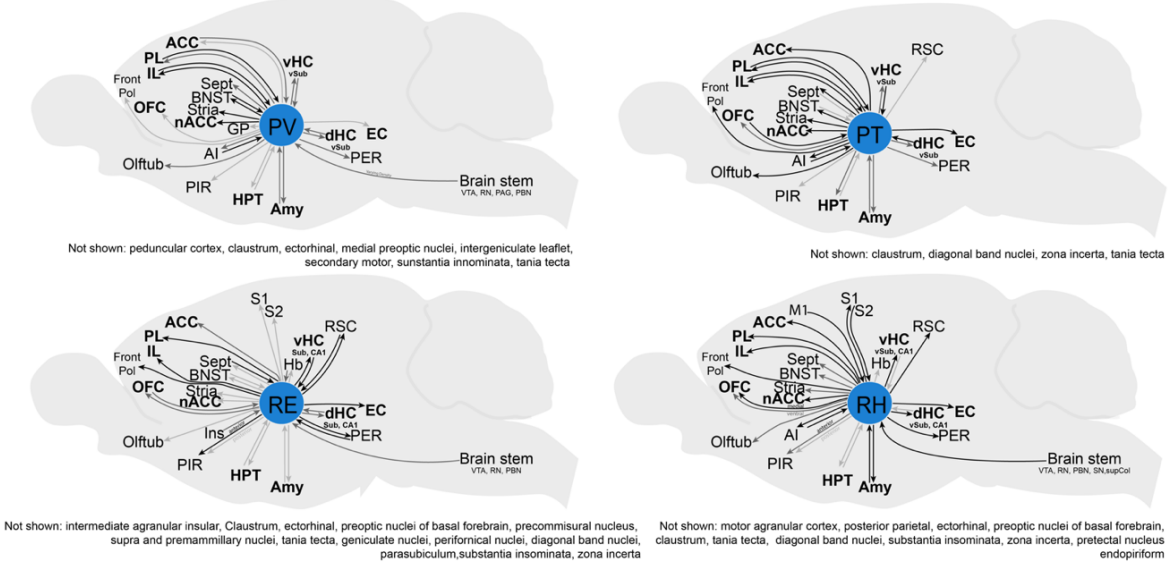 ACC
PL
IL
Front
Pol
OFC
Sept
BNST
Stria
nACC
GP
AI
Olftub
PIR
HPT
Amy
vHC
vSub
PV
dHC
vSub
EC
PER
Brain stem
VTA, RN, PAG, PBN
Not shown: peduncular cortex, claustrum, ectorhinal, medial preoptic nuclei, intergeniculate leaflet,
secondary motor, sunstantia innominata, tania tecta
ACC
PL
IL
Front
Pol
OFC
Sept
BNST
Stria
nACC
AI
Olftub
PIR
HPT
Amy
vHC
vSub
RSC
PT
dHC
vSub
EC
PER
Not shown: claustrum, diagonal band nuclei, zona incerta, tania tecta
S1
S2
ACC
PL
IL
Front
Pol
OFC
Sept
BNST
Stria
nACC
Ins
anterior
Olftub
PIR
HPT
Amy
vHC
Sub, CA1
Hb
RSC
RE
dHC
Sub, CA1
EC
PER
Brain stem
VTA, RN, PBN
Not shown: intermediate agranular insular, Claustrum, ectorhinal, preoptic nuclei of basal forebrain, precommisural nucleus,
supra and premammillary nuclei, tania tecta, geniculate nuclei, perifornical nuclei, diagonal band nuclei,
parasubiculum,substantia insominata, zona incerta
S1
S2
M1
ACC
PL
IL
Front
Pol
OFC
Sept
BNST
Stria
nACC
AI
anterior
Olftub
PIR
HPT
Amy
vHC
vSub, CA1
Hb
RSC
RH
dHC
vSub, CA1
EC
PER
Brain stem
VTA, RN, PBN, SN,supCol
Not shown: motor agranular cortex, posterior parietal, ectorhinal, preoptic nuclei of basal forebrain,
claustrum, tania tecta, diagonal band nuclei, substantia insominata, zona incerta, pretectal nucleus
endopiriform